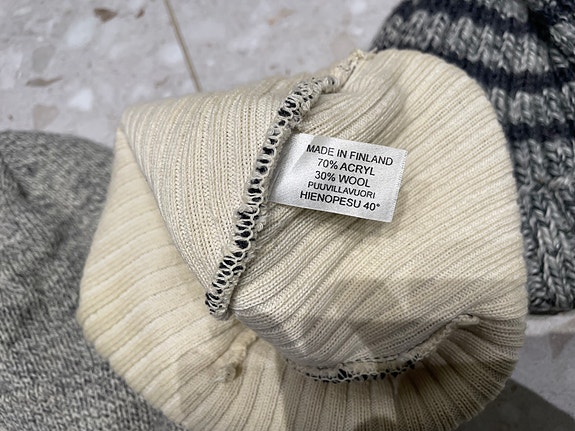 MADE IN FINLAND
70% ACRYL
30% WOOL
PUUVILLAVUORI
HIENOPESU 40°